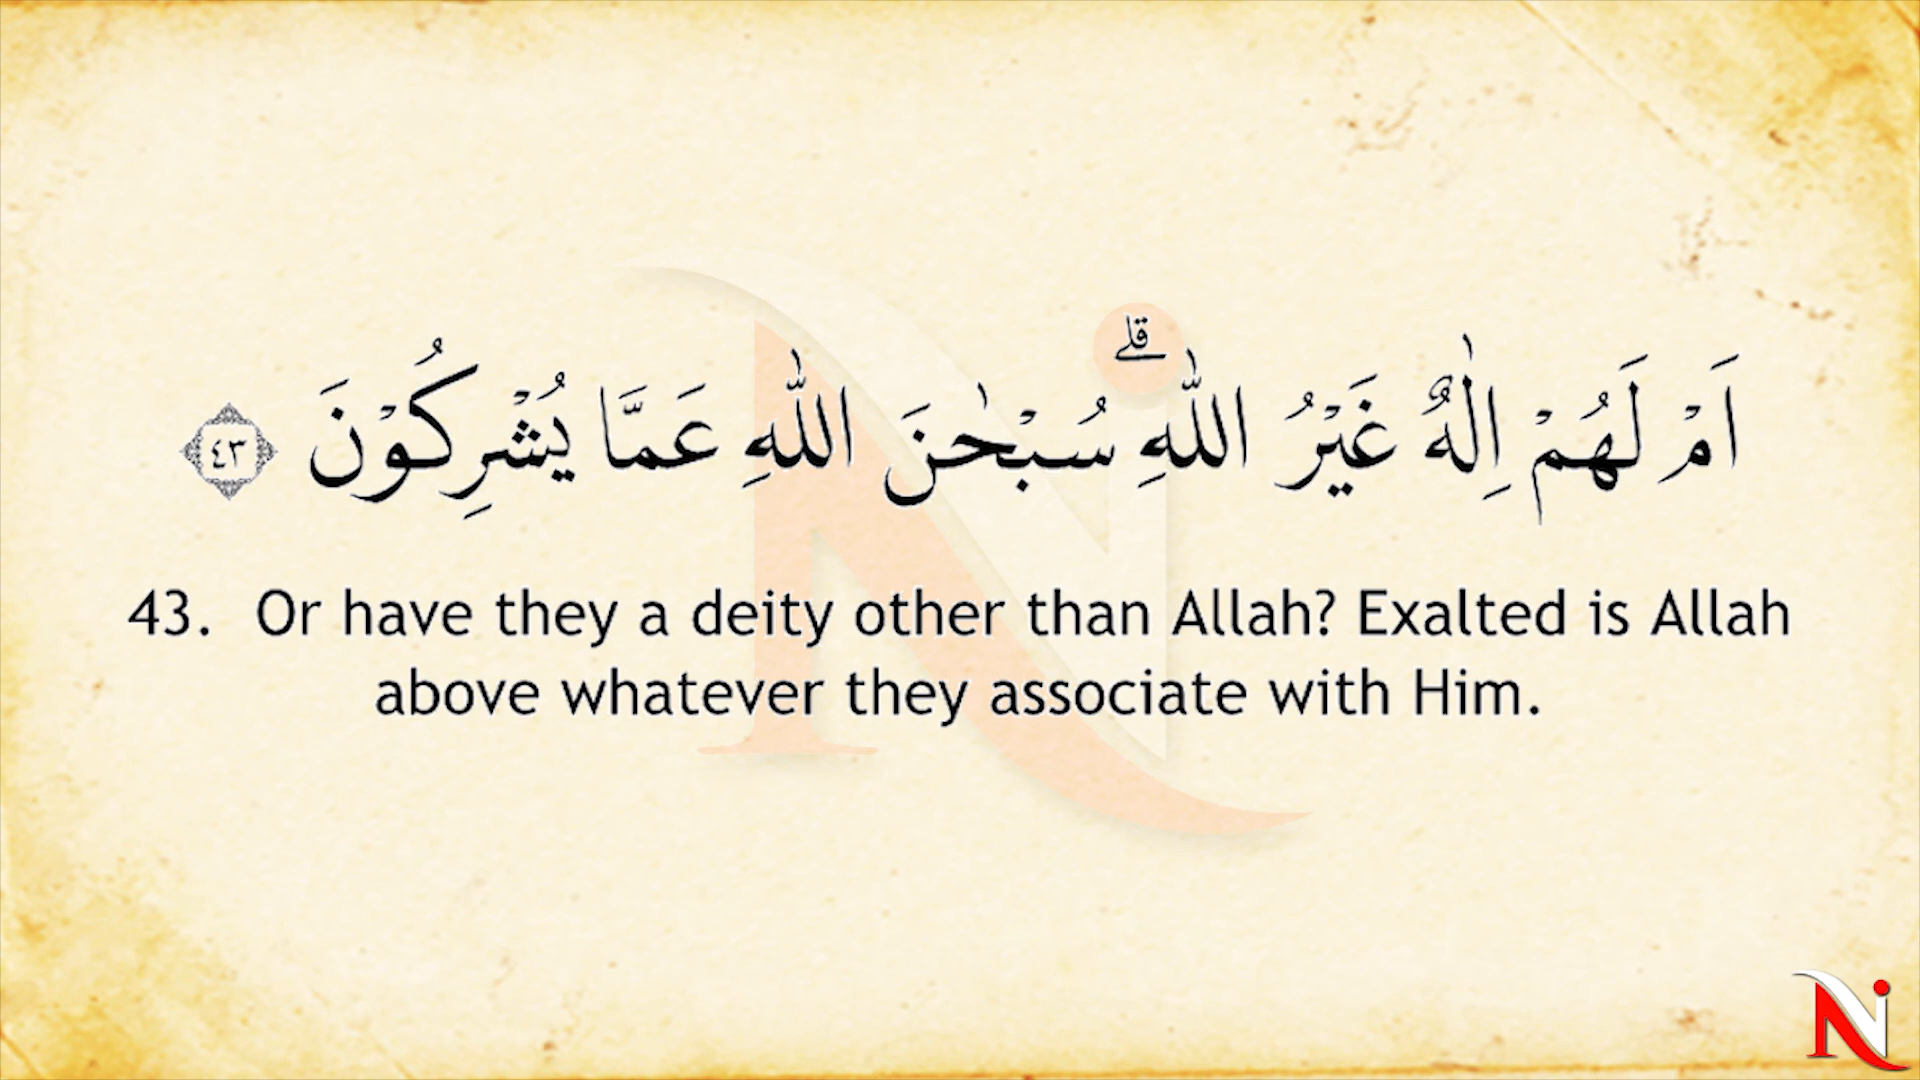 اَمْ لَهُمْ اِلٰهٌ غَيْرُ اللّٰهِ ۗ سُبْحٰنَ اللّٰهِ عَمَّا يُشْرِكُوْنَ ٤٣
43. Or have they a deity other than Allah? Exalted is Allah
above whatever they associate with Him.